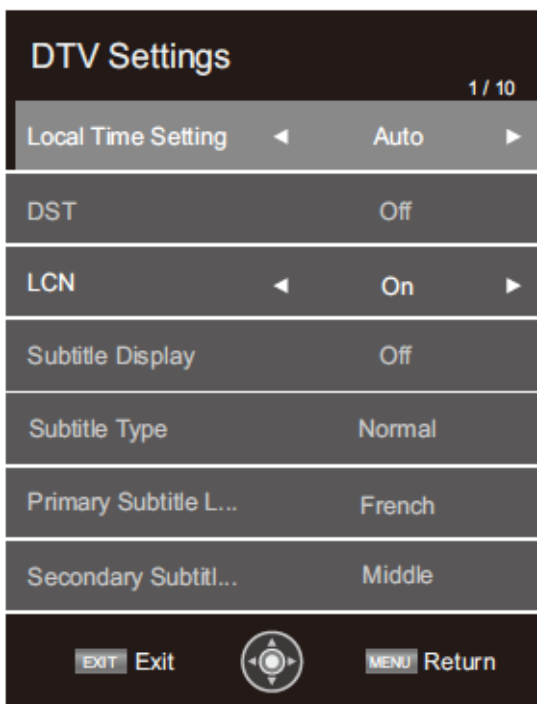 DTV Settings
1 / 10
Local Time Setting ◄ Auto ►
DST Off
LCN ◄ On ►
Subtitle Display Off
Subtitle Type Normal
Primary Subtitle L... French
Secondary Subtitl... Middle
EXIT Exit MENU Return